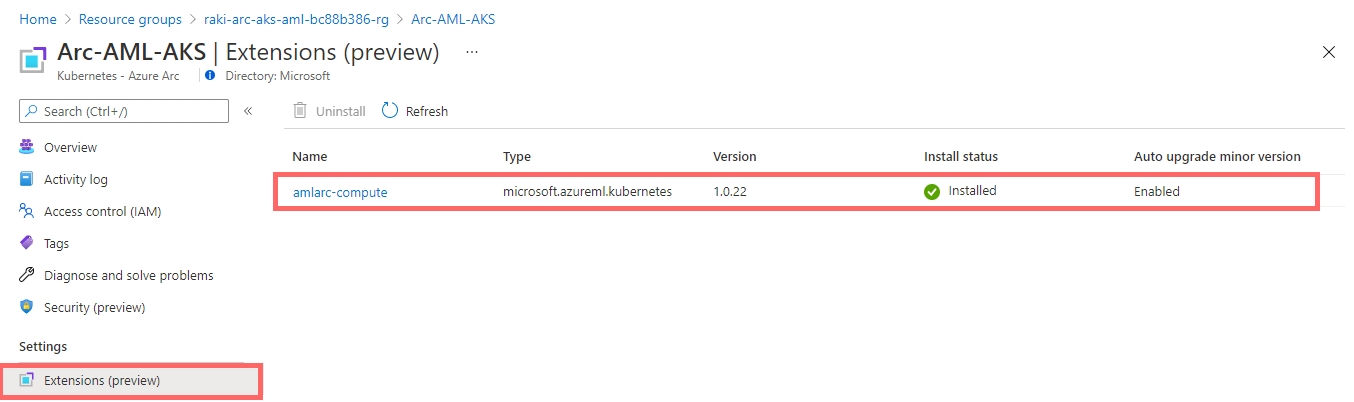 Home > Resource groups > raki-arc-aks-aml-bc88b386-rg > Arc-AML-AKS
Arc-AML-AKS | Extensions (preview) ...
Kubernetes - Azure Arc | Directory: Microsoft
Search (Ctrl+/) «
Uninstall Refresh
Overview
Activity log
Access control (IAM)
Tags
Diagnose and solve problems
Security (preview)
Settings
Extensions (preview)
Name Type Version Install status Auto upgrade minor version
amlarc-compute microsoft.azureml.kubernetes 1.0.22 Installed Enabled